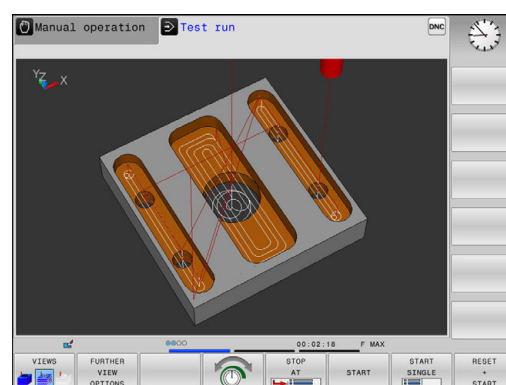 Manual operation
Test run
DNC
YZ X
00:02:18 F MAX
VIEWS
FURTHER
VIEW
OPTIONS
STOP
AT
START
START
SINGLE
RESET
+
START